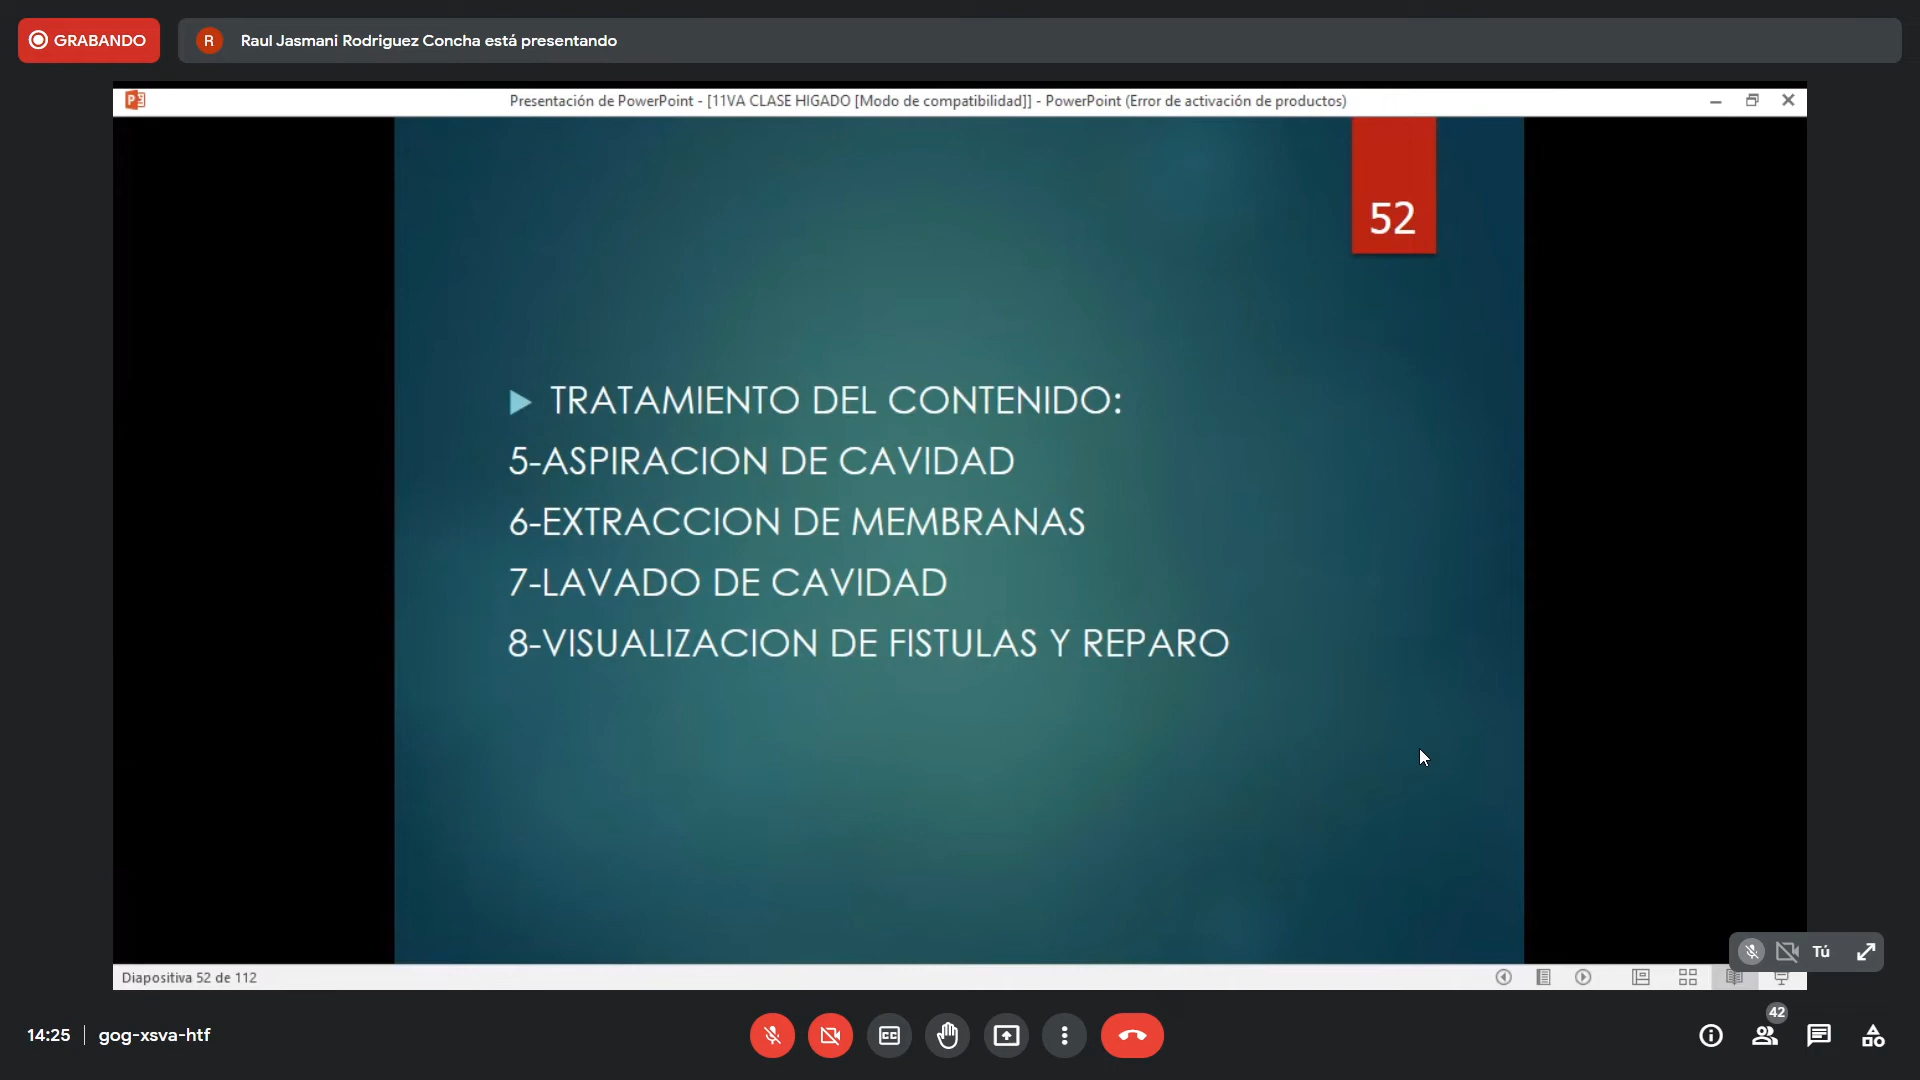 GRABANDO
R
Raul Jasmani Rodriguez Concha está presentando
Presentación de PowerPoint - [11VA CLASE HIGADO [Modo de compatibilidad]] - PowerPoint (Error de activación de productos)
52
TRATAMIENTO DEL CONTENIDO:
5-ASPIRACION DE CAVIDAD
6-EXTRACCION DE MEMBRANAS
7-LAVADO DE CAVIDAD
8-VISUALIZACION DE FISTULAS Y REPARO
Tú
Diapositiva 52 de 112
14:25
gog-xsva-htf
42